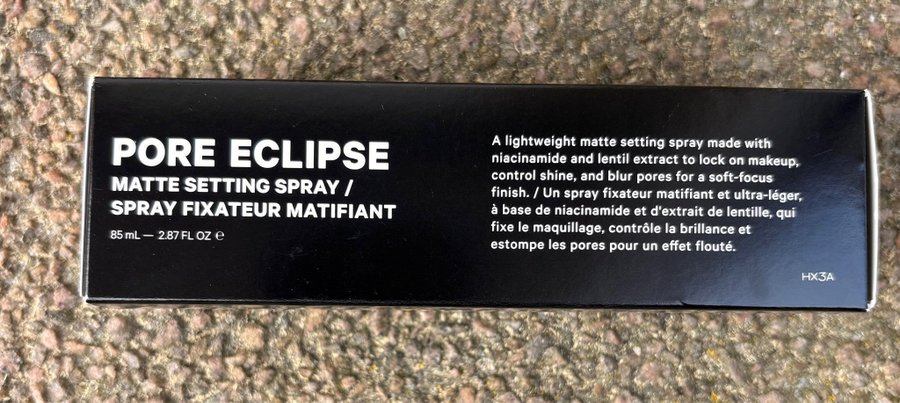 PORE ECLIPSE
MATTE SETTING SPRAY /
SPRAY FIXATEUR MATIFIANT
85 mL — 2.87 FL OZ ℮
A lightweight matte setting spray made with
niacinamide and lentil extract to lock on makeup,
control shine, and blur pores for a soft-focus
finish. / Un spray fixateur matifiant et ultra-léger,
à base de niacinamide et d'extrait de lentille, qui
fixe le maquillage, contrôle la brillance et
estompe les pores pour un effet flouté.
HX3A